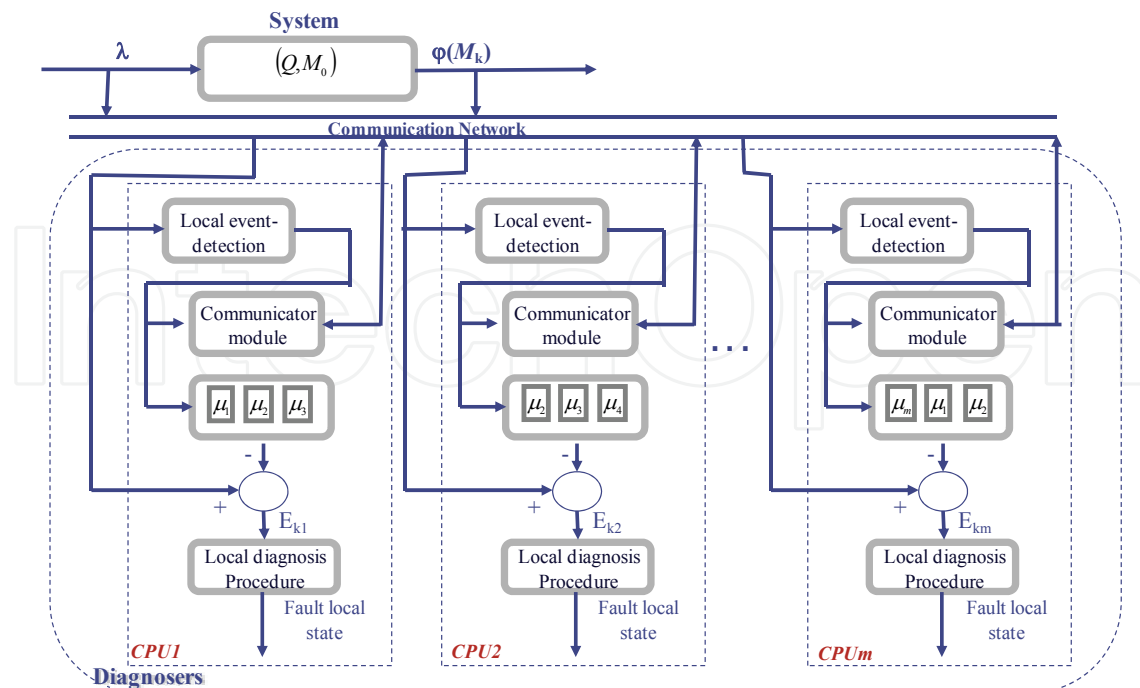 System
λ
(Q, M₀)
φ(Mₖ)
Communication Network
Local event-
detection
Communicator
module
μ₁ μ₂ μ₃
-
+
Eₖ₁
Local diagnosis
Procedure
Fault local
state
CPU1
Local event-
detection
Communicator
module
μ₂ μ₃ μ₄
-
+
Eₖ₂
Local diagnosis
Procedure
Fault local
state
CPU2
...
Local event-
detection
Communicator
module
μₘ μ₁ μ₂
-
+
Eₖₘ
Local diagnosis
Procedure
Fault local
state
CPUm
Diagnosers
IntechOpen